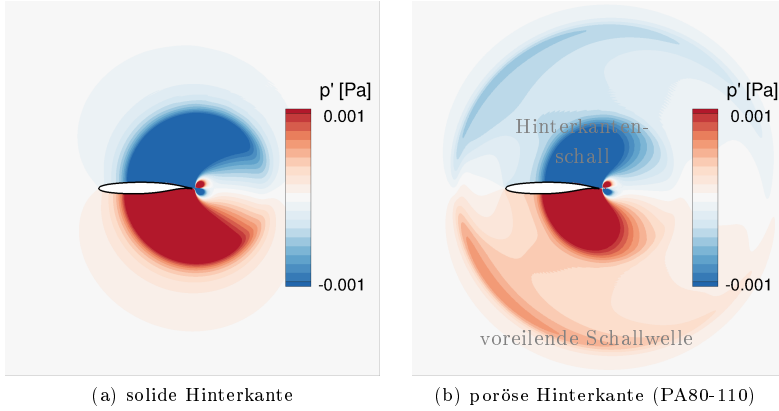 p' [Pa]
0.001
-0.001
(a) solide Hinterkante
p' [Pa]
0.001
-0.001
Hinterkanten-
schall
voreilende Schallwelle
(b) poröse Hinterkante (PA80-110)